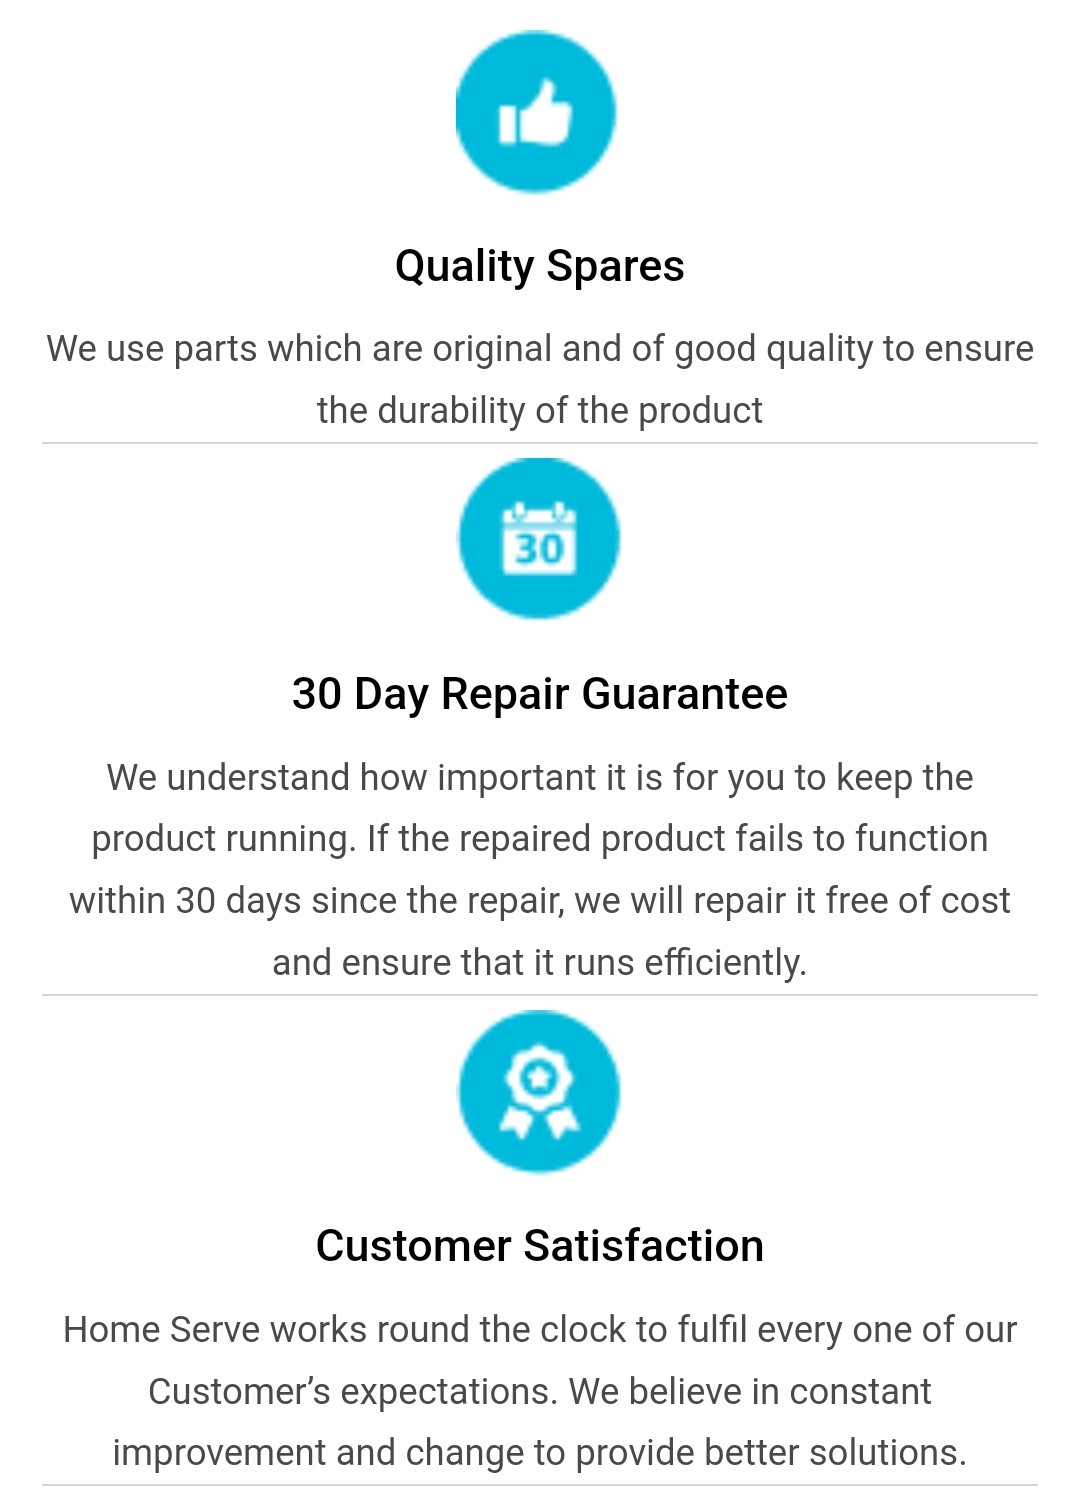 Quality Spares
We use parts which are original and of good quality to ensure
the durability of the product
30
30 Day Repair Guarantee
We understand how important it is for you to keep the
product running. If the repaired product fails to function
within 30 days since the repair, we will repair it free of cost
and ensure that it runs efficiently.
Customer Satisfaction
Home Serve works round the clock to fulfil every one of our
Customer’s expectations. We believe in constant
improvement and change to provide better solutions.